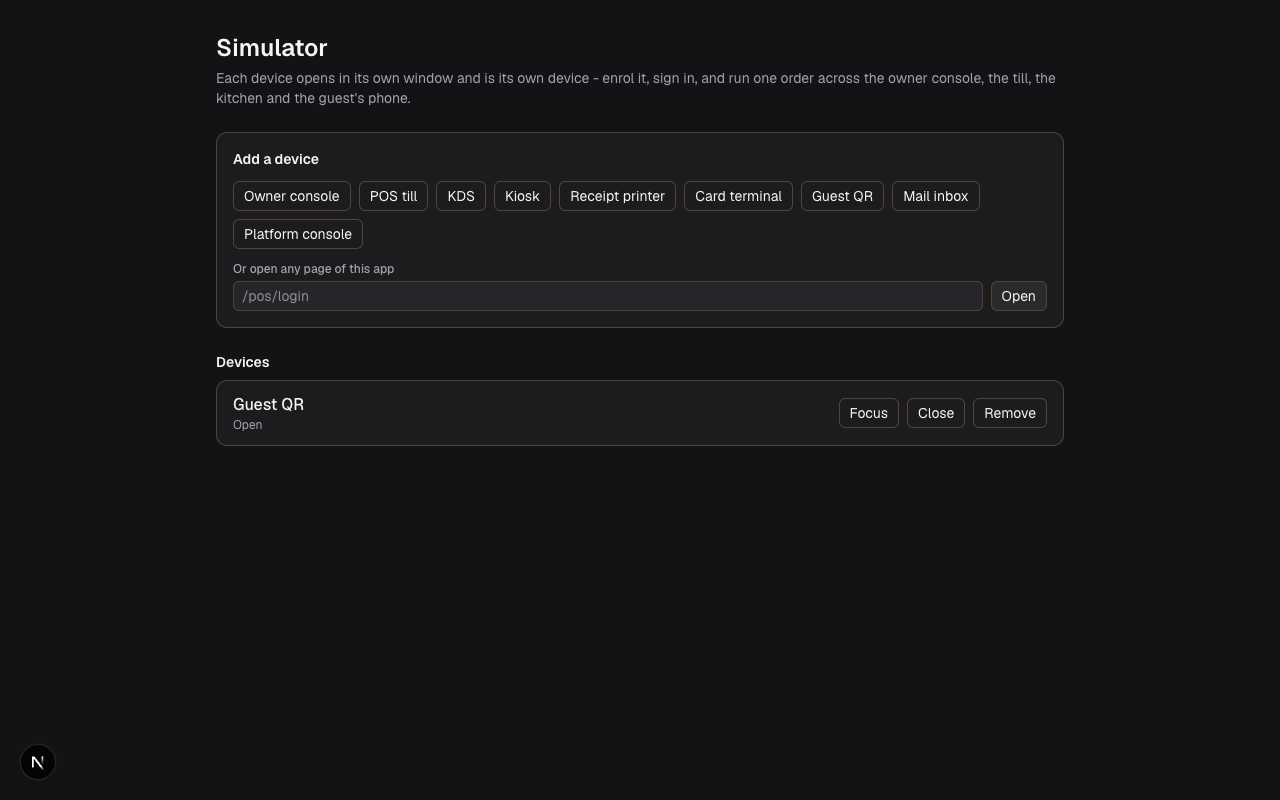 Simulator
Each device opens in its own window and is its own device - enrol it, sign in, and run one order across the owner console, the till, the
kitchen and the guest's phone.
Add a device
Owner console POS till KDS Kiosk Receipt printer Card terminal Guest QR Mail inbox
Platform console
Or open any page of this app
/pos/login Open
Devices
Guest QR
Open
Focus Close Remove
N